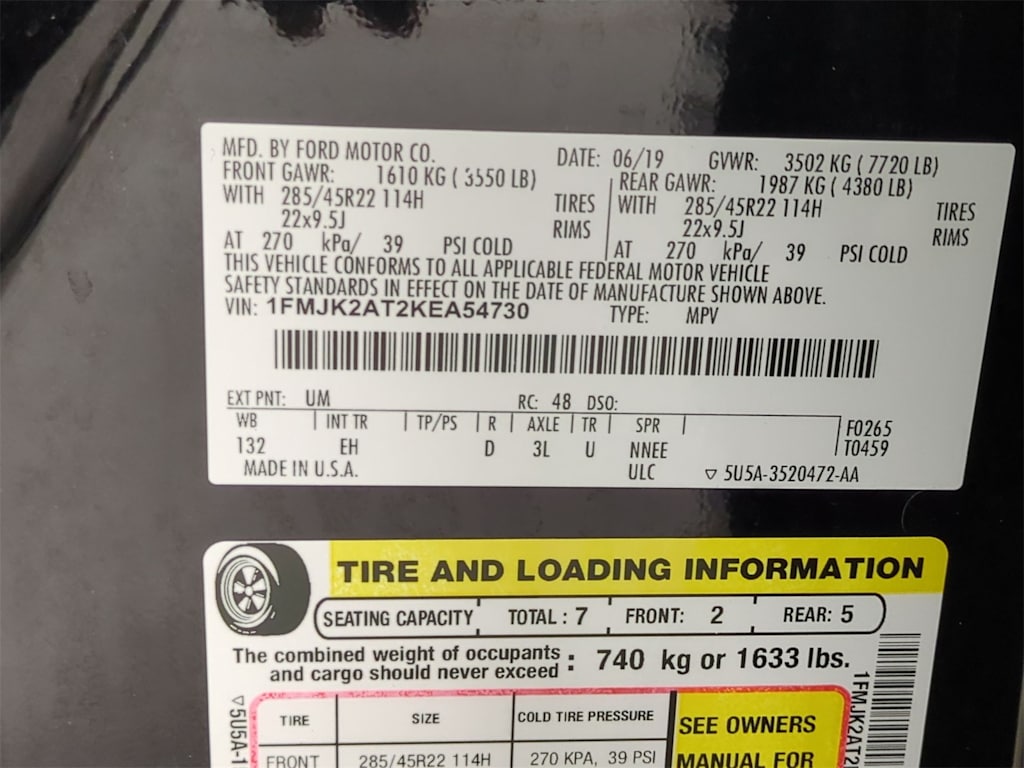 MFD. BY FORD MOTOR CO. DATE: 06/19 GVWR: 3502 KG ( 7720 LB)
FRONT GAWR: 1610 KG ( 3550 LB) REAR GAWR: 1987 KG ( 4380 LB)
WITH 285/45R22 114H TIRES WITH 285/45R22 114H TIRES
22x9.5J RIMS 22x9.5J RIMS
AT 270 kPa/ 39 PSI COLD AT 270 kPa/ 39 PSI COLD
THIS VEHICLE CONFORMS TO ALL APPLICABLE FEDERAL MOTOR VEHICLE
SAFETY STANDARDS IN EFFECT ON THE DATE OF MANUFACTURE SHOWN ABOVE.
VIN: 1FMJK2AT2KEA54730 TYPE: MPV
EXT PNT: UM RC: 48 DSO:
WB INT TR TP/PS R AXLE TR SPR F0265
132 EH D 3L U NNEE T0459
MADE IN U.S.A. ULC ▽ 5U5A-3520472-AA
TIRE AND LOADING INFORMATION
SEATING CAPACITY TOTAL : 7 FRONT: 2 REAR: 5
The combined weight of occupants
and cargo should never exceed : 740 kg or 1633 lbs.
TIRE SIZE COLD TIRE PRESSURE SEE OWNERS
FRONT 285/45R22 114H 270 KPA, 39 PSI MANUAL FOR
▽5U5A-1
1FMJK2AT2